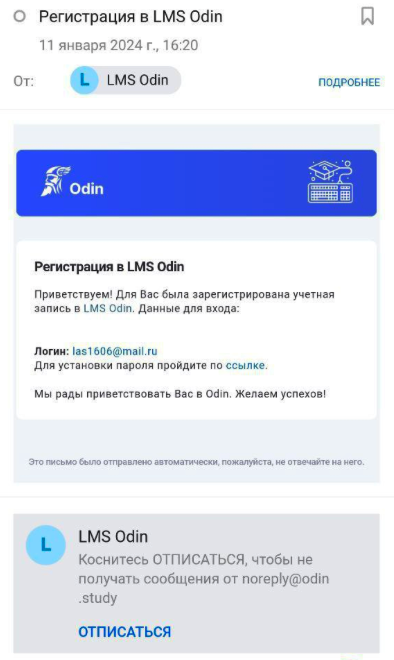 Регистрация в LMS Odin
11 января 2024 г., 16:20
От: L LMS Odin ПОДРОБНЕЕ
Odin
Регистрация в LMS Odin
Приветствуем! Для Вас была зарегистрирована учетная
запись в LMS Odin. Данные для входа:
Логин: las1606@mail.ru
Для установки пароля пройдите по ссылке.
Мы рады приветствовать Вас в Odin. Желаем успехов!
Это письмо было отправлено автоматически, пожалуйста, не отвечайте на него.
L LMS Odin
Коснитесь ОТПИСАТЬСЯ, чтобы не
получать сообщения от noreply@odin
.study
ОТПИСАТЬСЯ